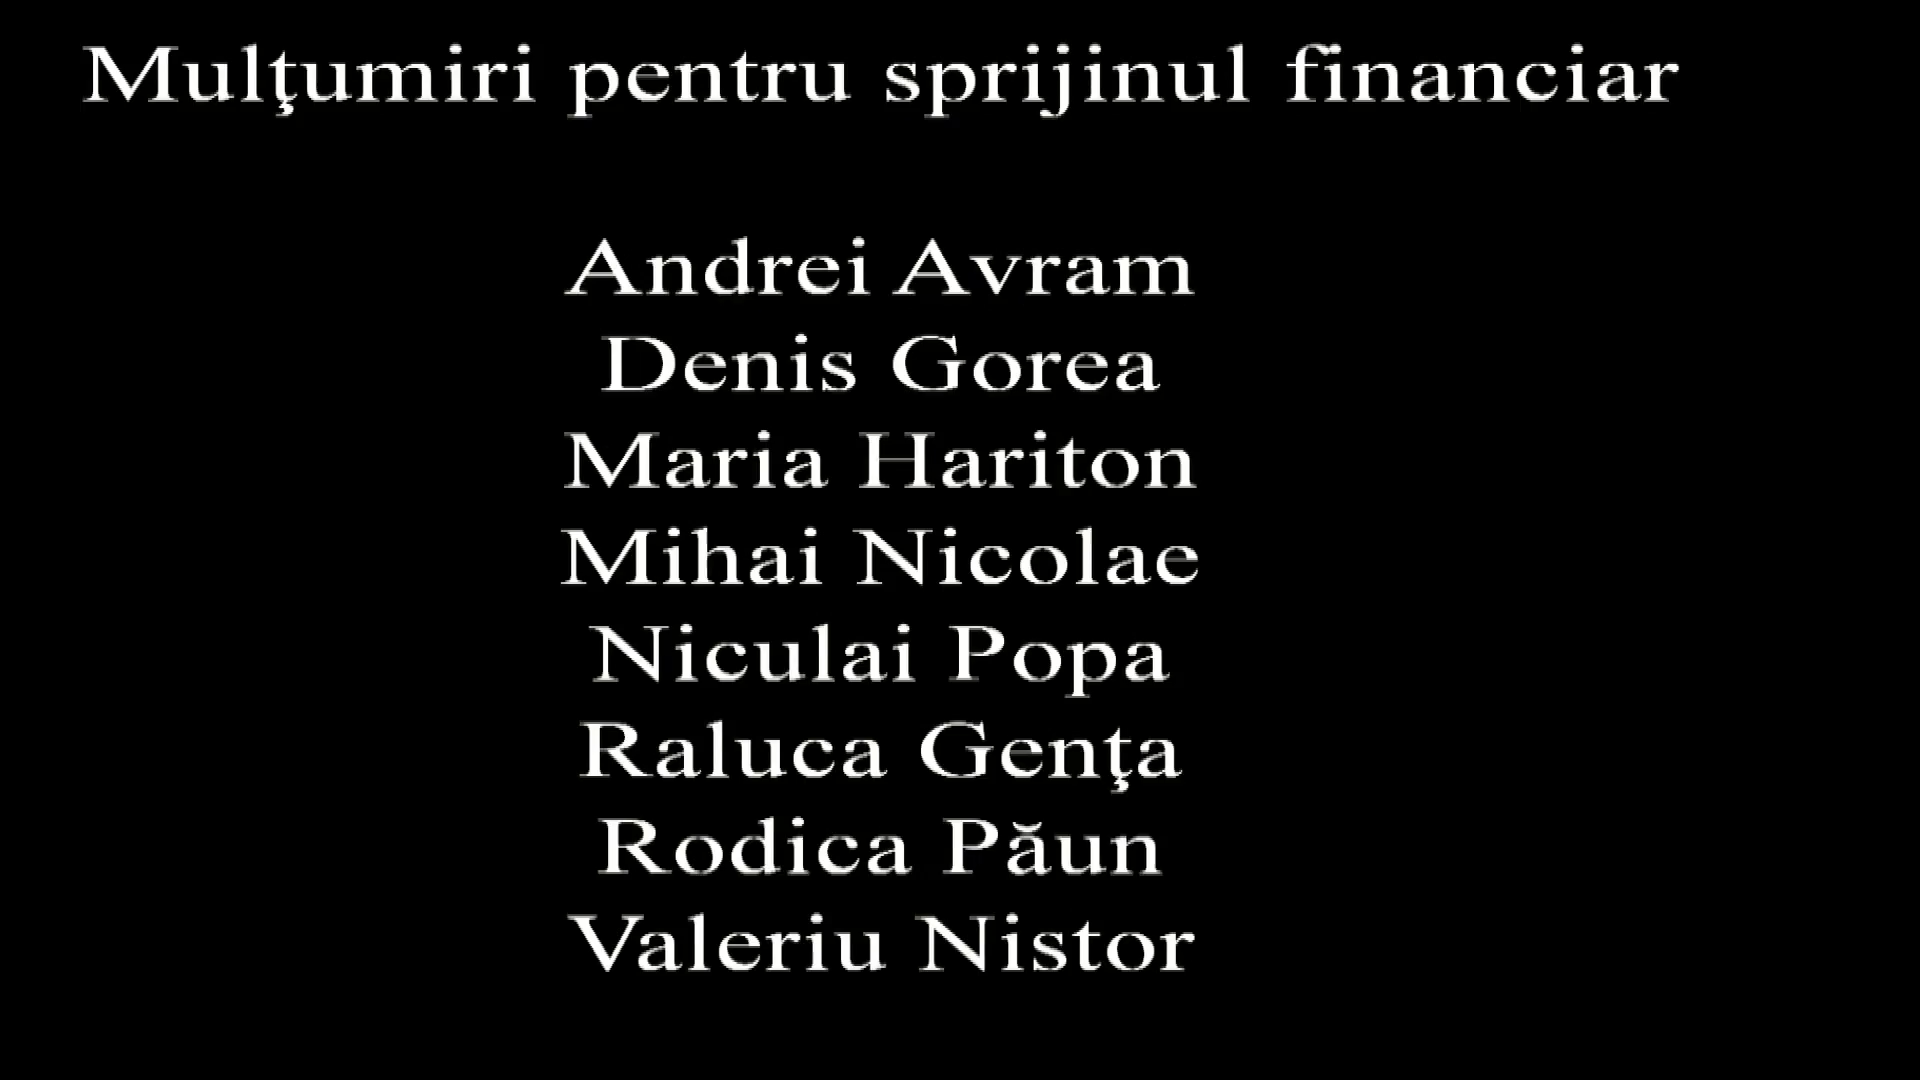 Mulţumiri pentru sprijinul financiar
Andrei Avram
Denis Gorea
Maria Hariton
Mihai Nicolae
Niculai Popa
Raluca Genţa
Rodica Păun
Valeriu Nistor